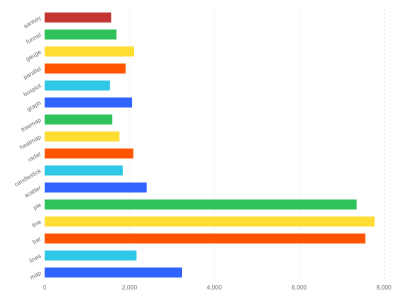 sankey
funnel
gauge
parallel
boxplot
graph
treemap
heatmap
radar
candlestick
scatter
pie
line
bar
lines
map
0 2,000 4,000 6,000 8,000